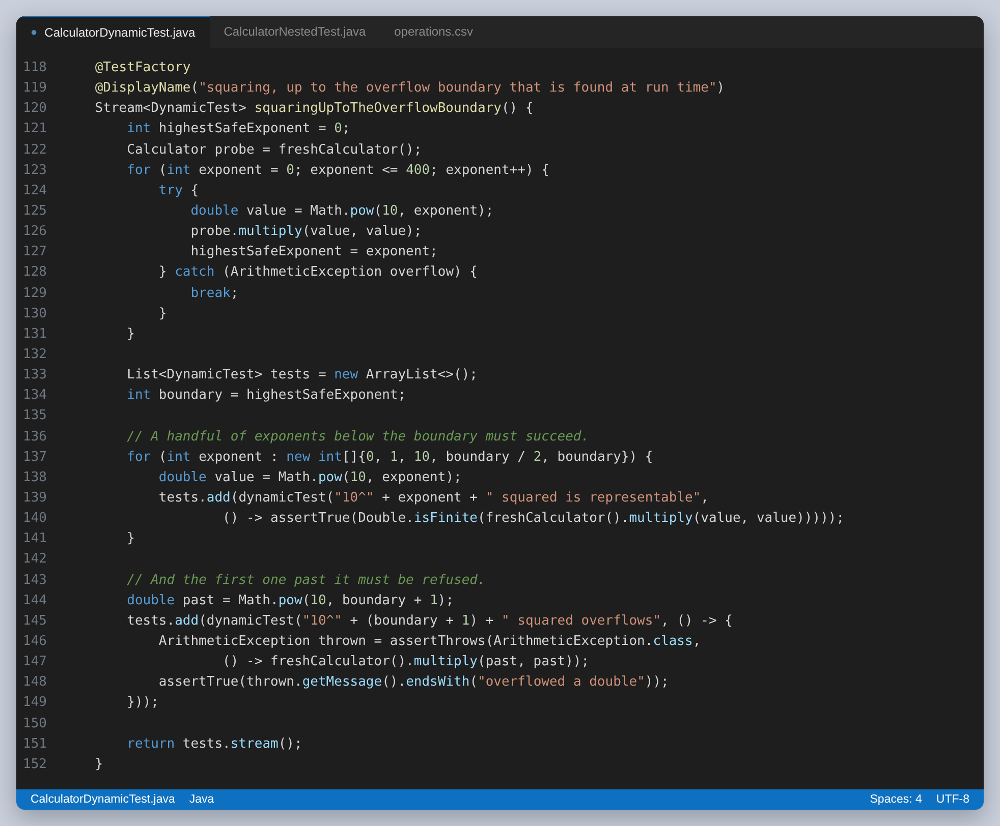 CalculatorDynamicTest.java CalculatorNestedTest.java operations.csv
118     @TestFactory
119     @DisplayName("squaring, up to the overflow boundary that is found at run time")
120     Stream<DynamicTest> squaringUpToTheOverflowBoundary() {
121         int highestSafeExponent = 0;
122         Calculator probe = freshCalculator();
123         for (int exponent = 0; exponent <= 400; exponent++) {
124             try {
125                 double value = Math.pow(10, exponent);
126                 probe.multiply(value, value);
127                 highestSafeExponent = exponent;
128             } catch (ArithmeticException overflow) {
129                 break;
130             }
131         }
132
133         List<DynamicTest> tests = new ArrayList<>();
134         int boundary = highestSafeExponent;
135
136         // A handful of exponents below the boundary must succeed.
137         for (int exponent : new int[]{0, 1, 10, boundary / 2, boundary}) {
138             double value = Math.pow(10, exponent);
139             tests.add(dynamicTest("10^" + exponent + " squared is representable",
140                     () -> assertTrue(Double.isFinite(freshCalculator().multiply(value, value)))));
141         }
142
143         // And the first one past it must be refused.
144         double past = Math.pow(10, boundary + 1);
145         tests.add(dynamicTest("10^" + (boundary + 1) + " squared overflows", () -> {
146             ArithmeticException thrown = assertThrows(ArithmeticException.class,
147                     () -> freshCalculator().multiply(past, past));
148             assertTrue(thrown.getMessage().endsWith("overflowed a double"));
149         }));
150
151         return tests.stream();
152     }
CalculatorDynamicTest.java Java Spaces: 4 UTF-8